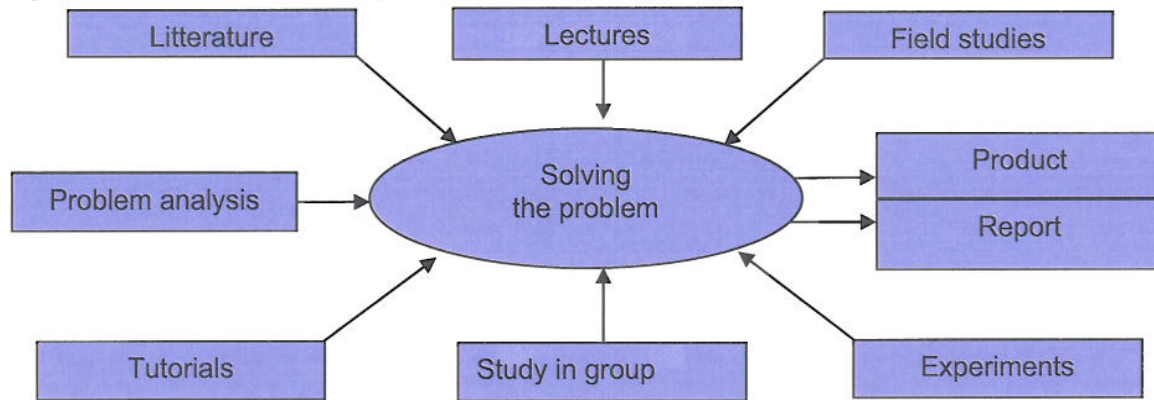 Litterature
Lectures
Field studies
Problem analysis
Solving
the problem
Product
Report
Tutorials
Study in group
Experiments